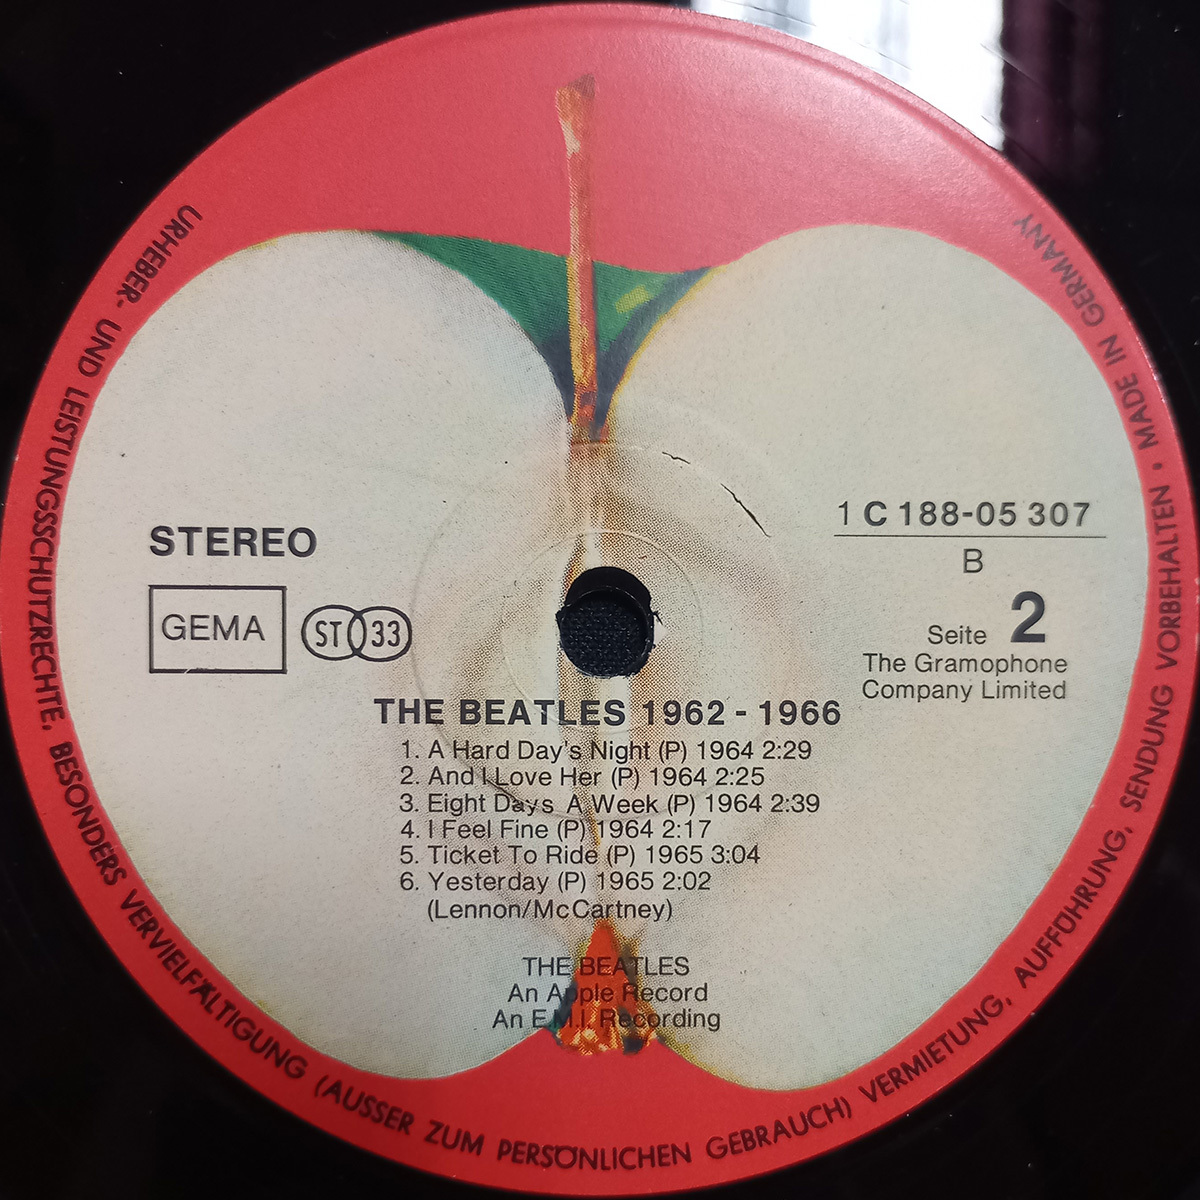 URHEBER- UND LEISTUNGSSCHUTZRECHTE, BESONDERS VERVIELFÄLTIGUNG (AUSSER ZUM PERSÖNLICHEN GEBRAUCH) VERMIETUNG, AUFFÜHRUNG, SENDUNG VORBEHALTEN • MADE IN GERMANY
STEREO
GEMA
ST 33
1 C 188-05 307
B
Seite 2
The Gramophone
Company Limited
THE BEATLES 1962 - 1966
1. A Hard Day's Night (P) 1964 2:29
2. And I Love Her (P) 1964 2:25
3. Eight Days A Week (P) 1964 2:39
4. I Feel Fine (P) 1964 2:17
5. Ticket To Ride (P) 1965 3:04
6. Yesterday (P) 1965 2:02
(Lennon/McCartney)
THE BEATLES
An Apple Record
An E.M.I. Recording